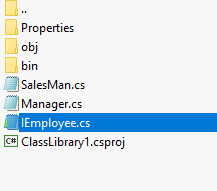 ..
Properties
obj
bin
SalesMan.cs
Manager.cs
IEmployee.cs
C# ClassLibrary1.csproj